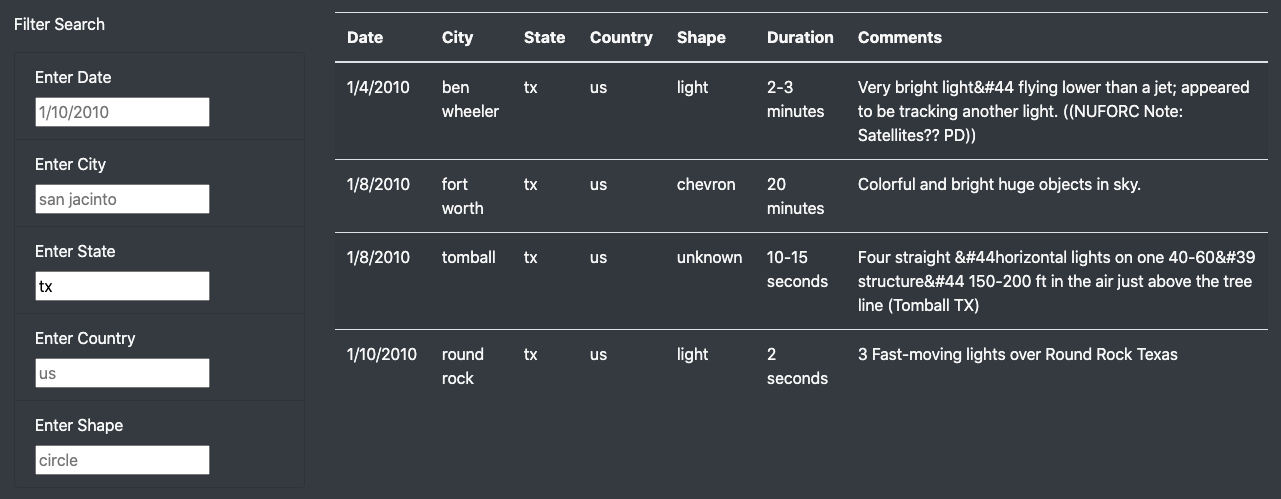 Filter Search
Enter Date
1/10/2010
Enter City
san jacinto
Enter State
tx
Enter Country
us
Enter Shape
circle
Date City State Country Shape Duration Comments
1/4/2010 ben tx us light 2-3 Very bright light&#44 flying lower than a jet; appeared
wheeler minutes to be tracking another light. ((NUFORC Note:
Satellites?? PD))
1/8/2010 fort tx us chevron 20 Colorful and bright huge objects in sky.
worth minutes
1/8/2010 tomball tx us unknown 10-15 Four straight &#44horizontal lights on one 40-60&#39
seconds structure&#44 150-200 ft in the air just above the tree
line (Tomball TX)
1/10/2010 round tx us light 2 3 Fast-moving lights over Round Rock Texas
rock seconds